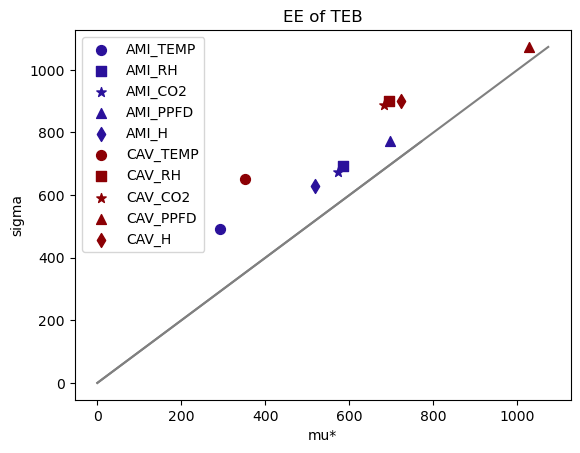 EE of TEB
AMI_TEMP
AMI_RH
AMI_CO2
AMI_PPFD
AMI_H
CAV_TEMP
CAV_RH
CAV_CO2
CAV_PPFD
CAV_H
sigma
1000
800
600
400
200
0
0 200 400 600 800 1000
mu*